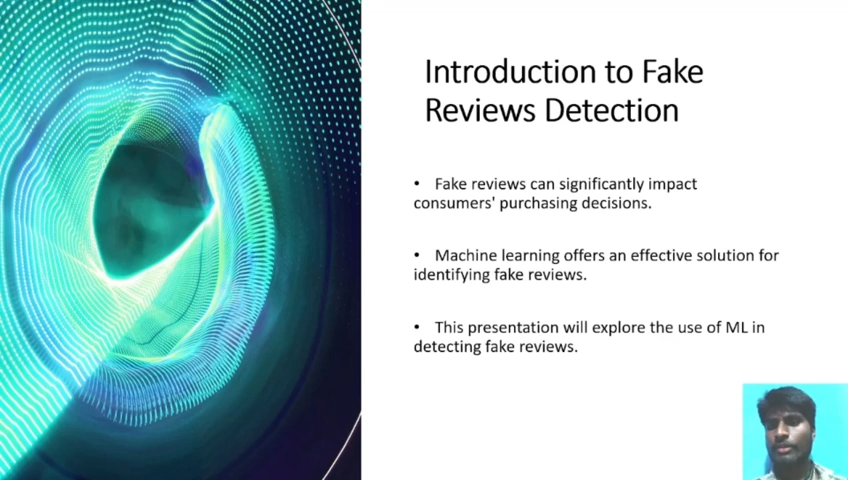 Introduction to Fake
Reviews Detection
• Fake reviews can significantly impact
consumers' purchasing decisions.
• Machine learning offers an effective solution for
identifying fake reviews.
• This presentation will explore the use of ML in
detecting fake reviews.